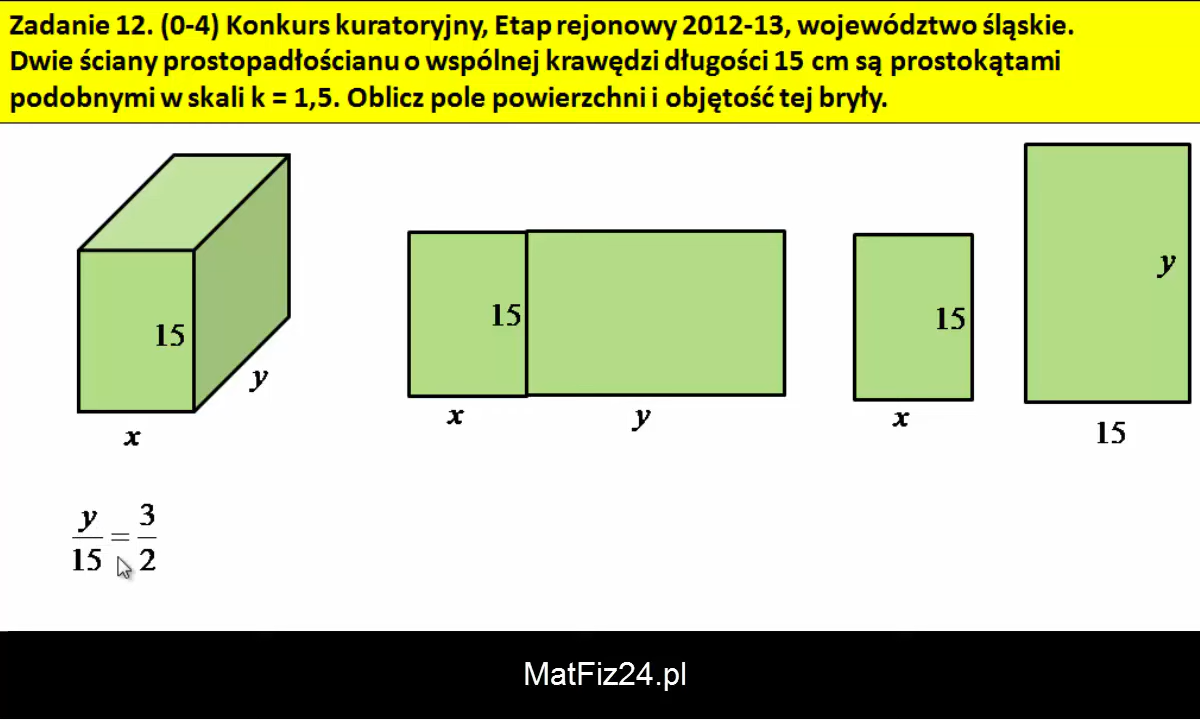 Zadanie 12. (0-4) Konkurs kuratoryjny, Etap rejonowy 2012-13, województwo śląskie.
Dwie ściany prostopadłościanu o wspólnej krawędzi długości 15 cm są prostokątami
podobnymi w skali k = 1,5. Oblicz pole powierzchni i objętość tej bryły.
15
y
x
15
x
y
15
x
y
15
y/15 = 3/2
MatFiz24.pl